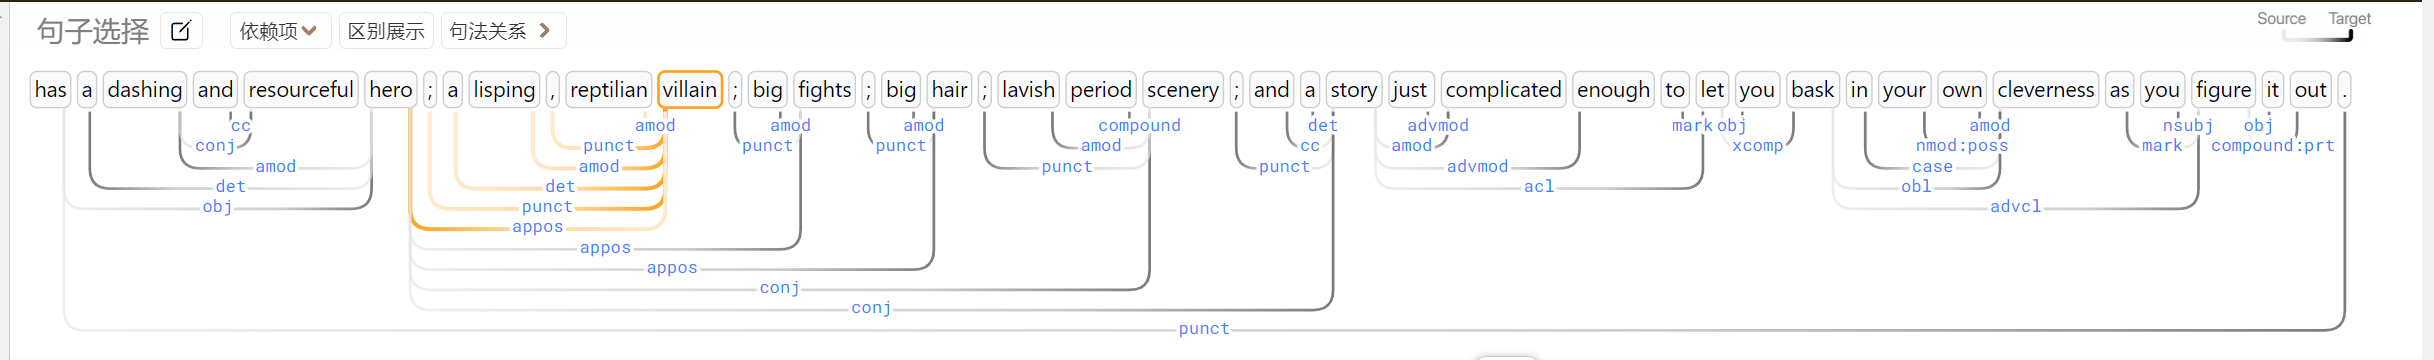 句子选择 依赖项 区别展示 句法关系 Source Target
has a dashing and resourceful hero ; a lisping , reptilian villain ; big fights ; big hair ; lavish period scenery ; and a story just complicated enough to let you bask in your own cleverness as you figure it out .
cc amod amod amod compound det advmod mark obj amod nsubj obj
conj punct punct punct amod cc amod xcomp nmod:poss mark compound:prt
amod amod punct punct advmod case
det det acl obl
obj punct advcl
appos
appos
appos
conj
conj
punct